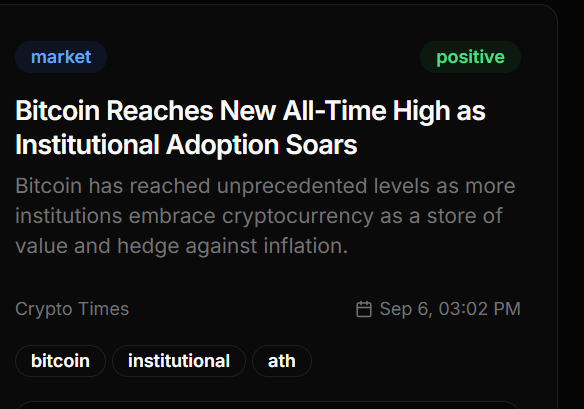 market
positive
Bitcoin Reaches New All-Time High as
Institutional Adoption Soars
Bitcoin has reached unprecedented levels as more
institutions embrace cryptocurrency as a store of
value and hedge against inflation.
Crypto Times
Sep 6, 03:02 PM
bitcoin
institutional
ath